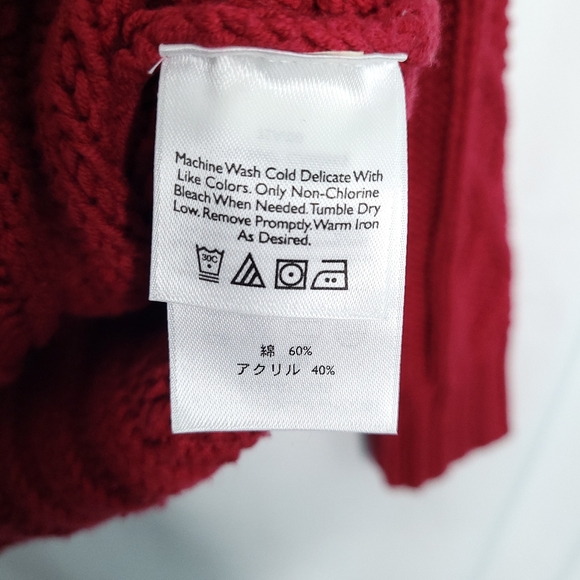 Machine Wash Cold Delicate With
Like Colors. Only Non-Chlorine
Bleach When Needed. Tumble Dry
Low. Remove Promptly. Warm Iron
As Desired.
30C
綿 60%
アクリル 40%